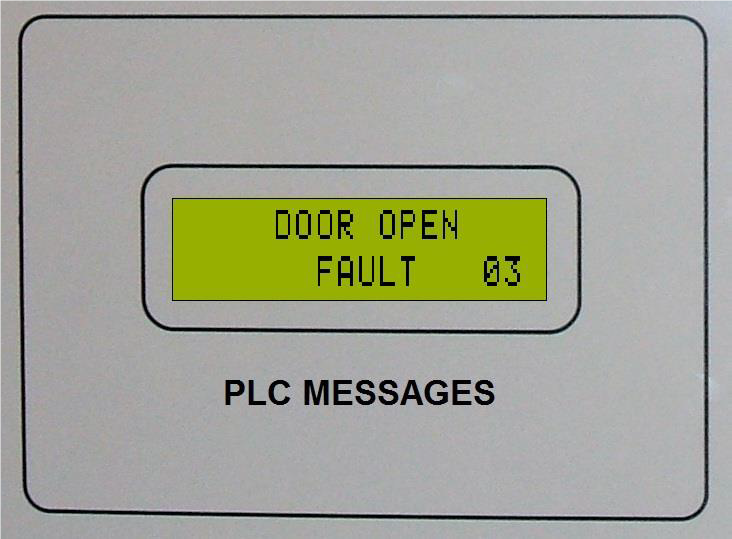 DOOR OPEN
FAULT 03
PLC MESSAGES